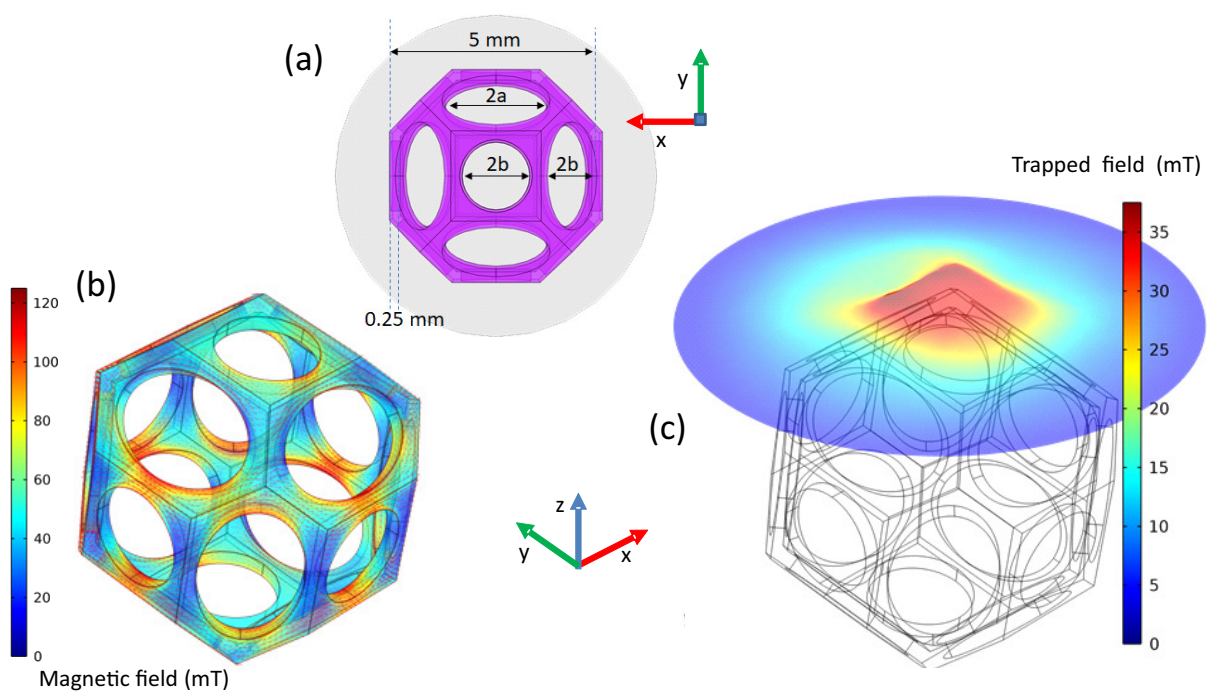 (a)
5 mm
2a
2b
2b
0.25 mm
y
x
(b)
120
100
80
60
40
20
0
Magnetic field (mT)
z
y
x
Trapped field (mT)
(c)
35
30
25
20
15
10
5
0